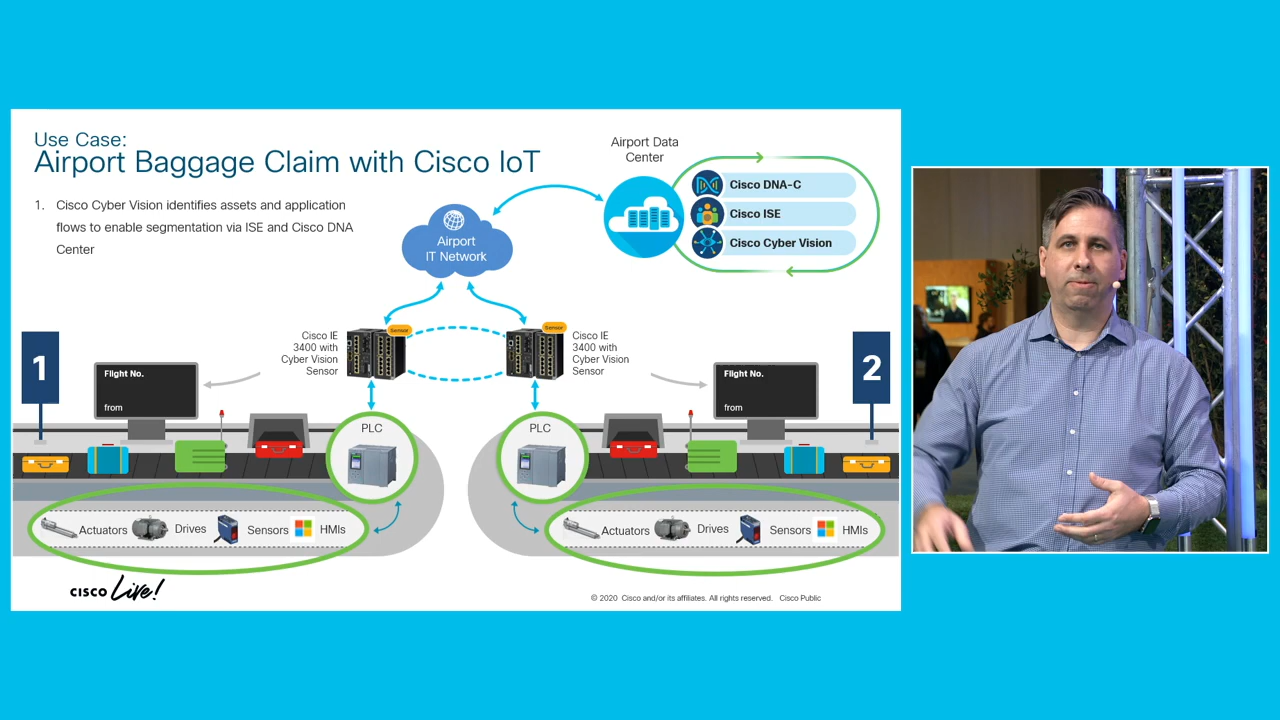 Use Case:
Airport Baggage Claim with Cisco IoT
1. Cisco Cyber Vision identifies assets and application
flows to enable segmentation via ISE and Cisco DNA
Center
Airport Data
Center
Cisco DNA-C
Cisco ISE
Cisco Cyber Vision
Airport
IT Network
Cisco IE
3400 with
Cyber Vision
Sensor
Sensor
Sensor
Cisco IE
3400 with
Cyber Vision
Sensor
1
Flight No.
from
Flight No.
from
2
PLC
PLC
Actuators
Drives
Sensors
HMIs
Actuators
Drives
Sensors
HMIs
CISCO Live!
© 2020 Cisco and/or its affiliates. All rights reserved. Cisco Public